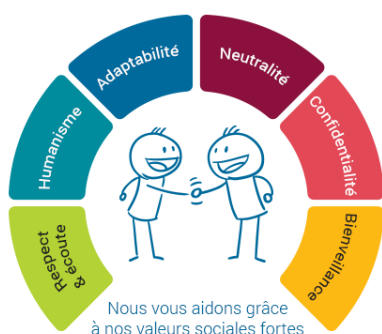 Respect
& écoute
Humanisme
Adaptabilité
Neutralité
Confidentialité
Bienveillance
Nous vous aidons grâce
à nos valeurs sociales fortes